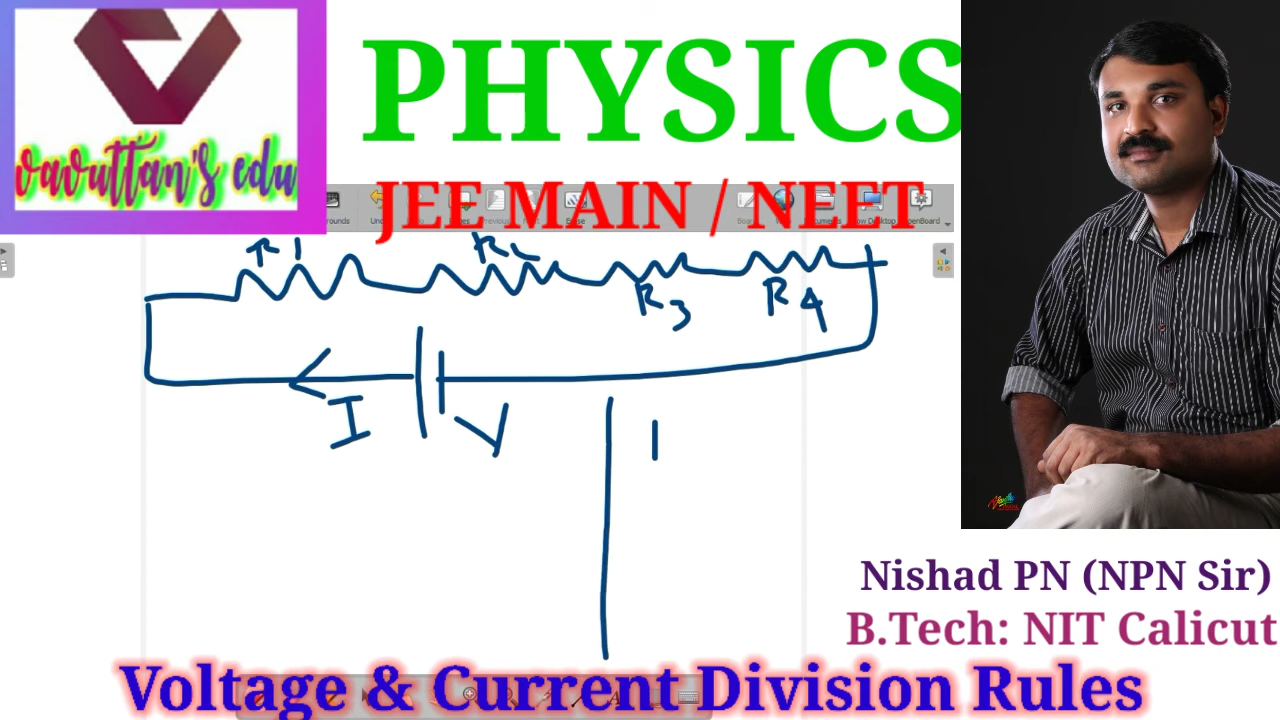 PHYSICS
vavuttan's edu
JEE MAIN / NEET
R1
R2
R3
R4
I
V
Nishad PN (NPN Sir)
B.Tech: NIT Calicut
Voltage & Current Division Rules